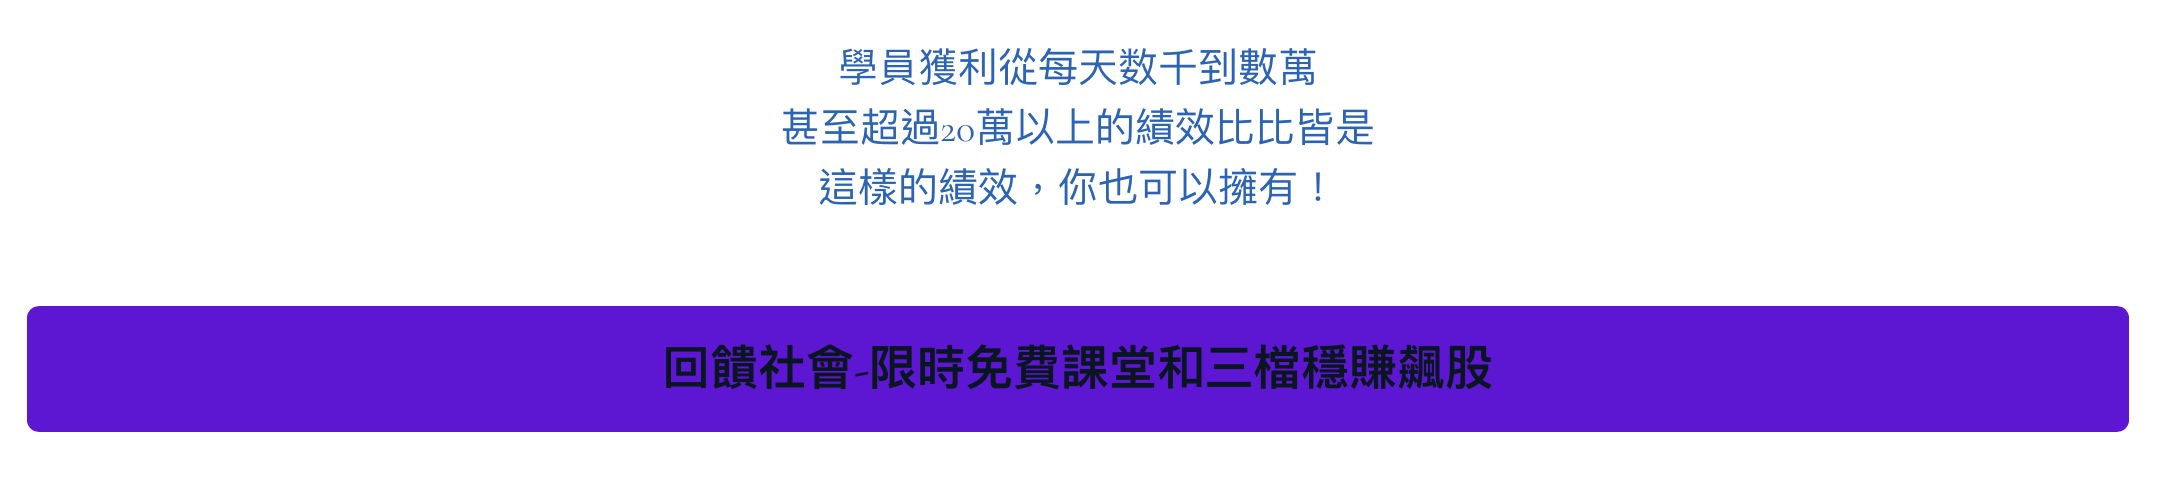 學員獲利從每天数千到數萬
甚至超過20萬以上的績效比比皆是
這樣的績效，你也可以擁有！
回饋社會-限時免費課堂和三檔穩賺飆股